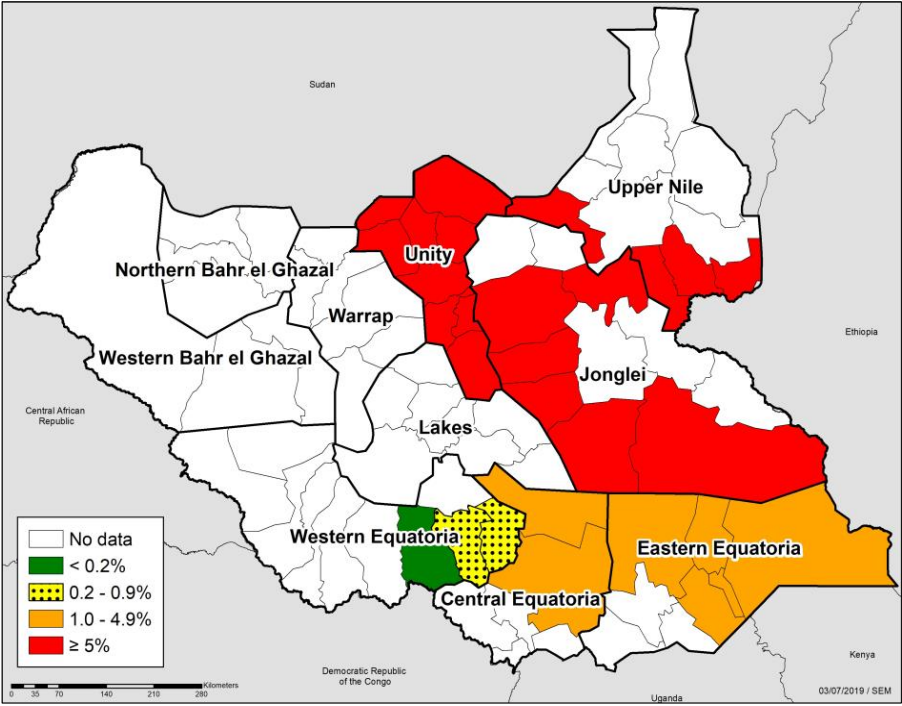 Sudan
Upper Nile
Unity
Northern Bahr el Ghazal
Warrap
Ethiopia
Western Bahr el Ghazal
Jonglei
Central African
Republic
Lakes
No data
< 0.2%
0.2 - 0.9%
1.0 - 4.9%
≥ 5%
Western Equatoria
Eastern Equatoria
Central Equatoria
Kenya
Democratic Republic
of the Congo
Kilometers
0 35 70 140 210 280
Uganda
03/07/2019 / SEM